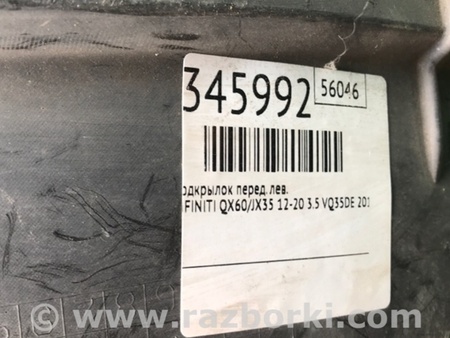 345992
56046
одкрылок перед. лев.
FINITI QX60/JX35 12-20 3.5 VQ35DE 201
www.razborki.com